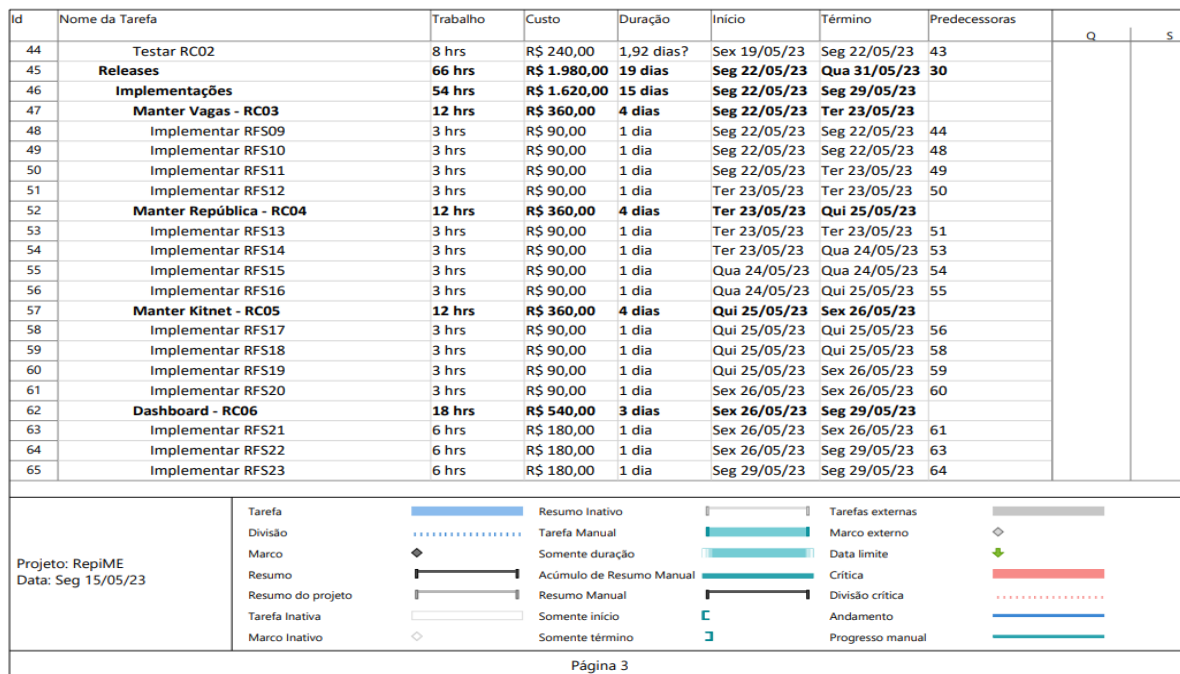 Id Nome da Tarefa Trabalho Custo Duração Início Término Predecessoras
Q S
44 Testar RC02 8 hrs R$ 240,00 1,92 dias? Sex 19/05/23 Seg 22/05/23 43
45 Releases 66 hrs R$ 1.980,00 19 dias Seg 22/05/23 Qua 31/05/23 30
46 Implementações 54 hrs R$ 1.620,00 15 dias Seg 22/05/23 Seg 29/05/23
47 Manter Vagas - RC03 12 hrs R$ 360,00 4 dias Seg 22/05/23 Ter 23/05/23
48 Implementar RFS09 3 hrs R$ 90,00 1 dia Seg 22/05/23 Seg 22/05/23 44
49 Implementar RFS10 3 hrs R$ 90,00 1 dia Seg 22/05/23 Seg 22/05/23 48
50 Implementar RFS11 3 hrs R$ 90,00 1 dia Seg 22/05/23 Ter 23/05/23 49
51 Implementar RFS12 3 hrs R$ 90,00 1 dia Ter 23/05/23 Ter 23/05/23 50
52 Manter República - RC04 12 hrs R$ 360,00 4 dias Ter 23/05/23 Qui 25/05/23
53 Implementar RFS13 3 hrs R$ 90,00 1 dia Ter 23/05/23 Ter 23/05/23 51
54 Implementar RFS14 3 hrs R$ 90,00 1 dia Ter 23/05/23 Qua 24/05/23 53
55 Implementar RFS15 3 hrs R$ 90,00 1 dia Qua 24/05/23 Qua 24/05/23 54
56 Implementar RFS16 3 hrs R$ 90,00 1 dia Qua 24/05/23 Qui 25/05/23 55
57 Manter Kitnet - RC05 12 hrs R$ 360,00 4 dias Qui 25/05/23 Sex 26/05/23
58 Implementar RFS17 3 hrs R$ 90,00 1 dia Qui 25/05/23 Qui 25/05/23 56
59 Implementar RFS18 3 hrs R$ 90,00 1 dia Qui 25/05/23 Qui 25/05/23 58
60 Implementar RFS19 3 hrs R$ 90,00 1 dia Qui 25/05/23 Sex 26/05/23 59
61 Implementar RFS20 3 hrs R$ 90,00 1 dia Sex 26/05/23 Sex 26/05/23 60
62 Dashboard - RC06 18 hrs R$ 540,00 3 dias Sex 26/05/23 Seg 29/05/23
63 Implementar RFS21 6 hrs R$ 180,00 1 dia Sex 26/05/23 Sex 26/05/23 61
64 Implementar RFS22 6 hrs R$ 180,00 1 dia Sex 26/05/23 Seg 29/05/23 63
65 Implementar RFS23 6 hrs R$ 180,00 1 dia Seg 29/05/23 Seg 29/05/23 64
Projeto: RepiME
Data: Seg 15/05/23
Tarefa Resumo Inativo Tarefas externas
Divisão Tarefa Manual Marco externo
Marco Somente duração Data limite
Resumo Acúmulo de Resumo Manual Crítica
Resumo do projeto Resumo Manual Divisão crítica
Tarefa Inativa Somente início Andamento
Marco Inativo Somente término Progresso manual
Página 3